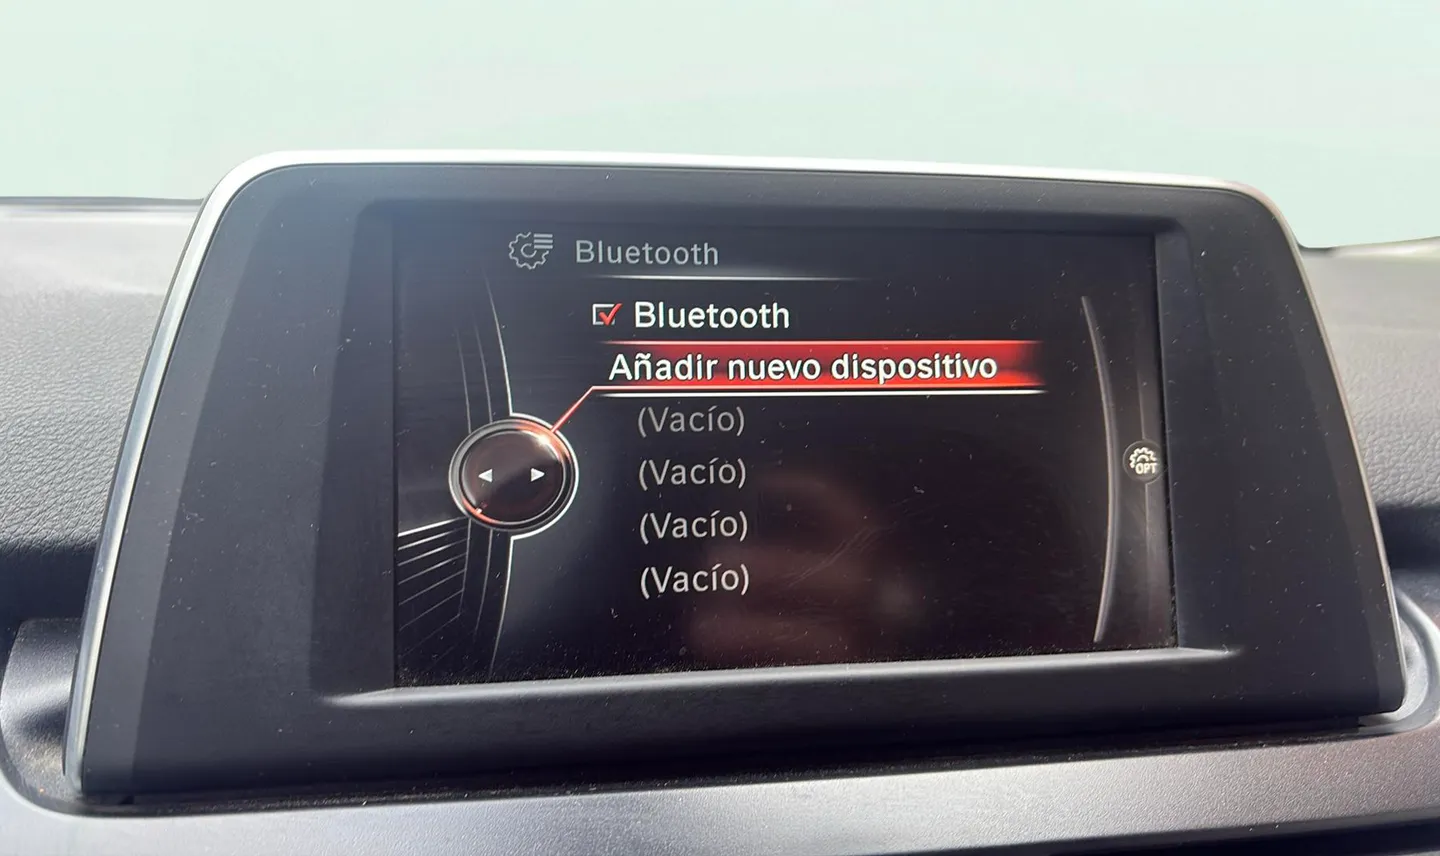 Bluetooth
Bluetooth
Añadir nuevo dispositivo
(Vacío)
(Vacío)
(Vacío)
(Vacío)
OPT